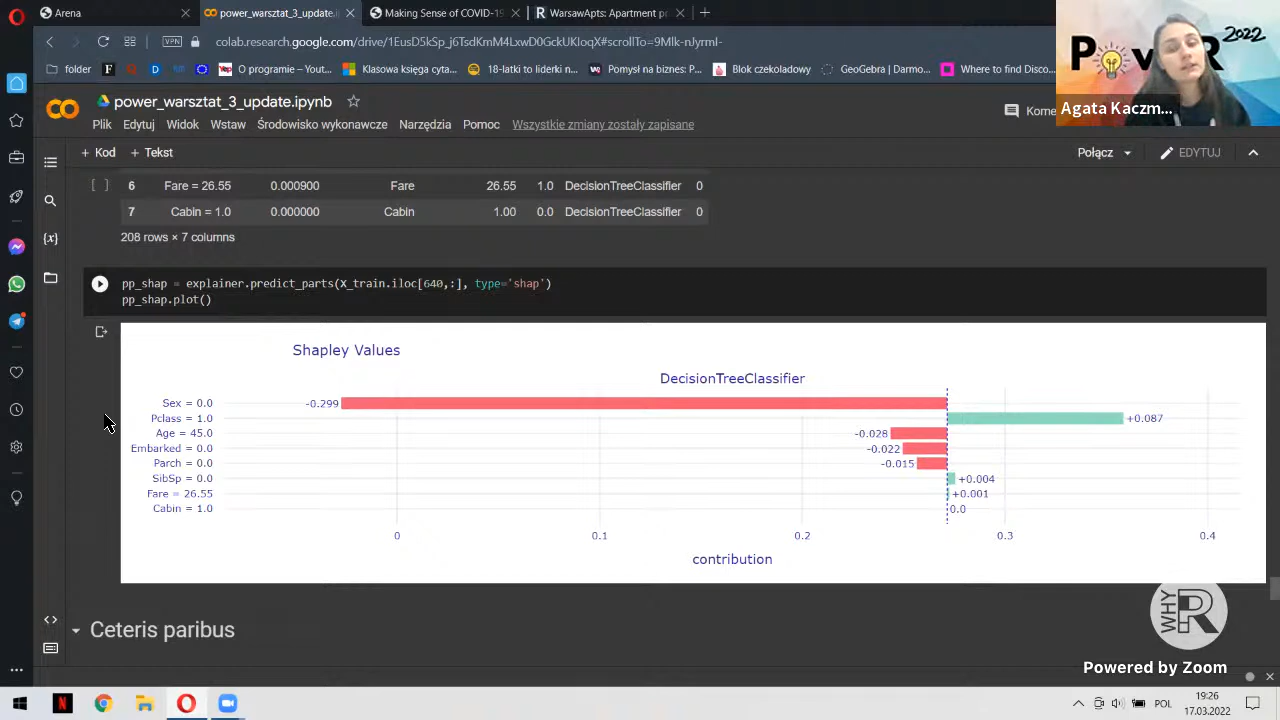 Arena
power_warsztat_3_update.i
Making Sense of COVID-19
WarsawApts: Apartment p
colab.research.google.com/drive/1EusD5kSp_j6TsdKmM4LxwD0GckUKIoqX#scrollTo=9MIk-nJyrmI-
VPN
folder
O programie – Yout...
Klasowa księga cyta...
18-latki to liderki n...
Pomysł na biznes: P...
Blok czekoladowy
GeoGebra | Darmo...
Where to find Disco
PoweR 2022
Agata Kaczm...
power_warsztat_3_update.ipynb
Plik Edytuj Widok Wstaw Środowisko wykonawcze Narzędzia Pomoc Wszystkie zmiany zostały zapisane
Kome
+ Kod + Tekst
Połącz
EDYTUJ
[ ] 6 Fare = 26.55 0.000900 Fare 26.55 1.0 DecisionTreeClassifier 0
7 Cabin = 1.0 0.000000 Cabin 1.00 0.0 DecisionTreeClassifier 0
208 rows × 7 columns
{x}
pp_shap = explainer.predict_parts(X_train.iloc[640,:], type='shap')
pp_shap.plot()
Shapley Values
DecisionTreeClassifier
Sex = 0.0 -0.299
Pclass = 1.0 +0.087
Age = 45.0 -0.028
Embarked = 0.0 -0.022
Parch = 0.0 -0.015
SibSp = 0.0 +0.004
Fare = 26.55 +0.001
Cabin = 1.0 0.0
0 0.1 0.2 0.3 0.4
contribution
Ceteris paribus
WHY R
Powered by Zoom
POL
19:26
17.03.2022